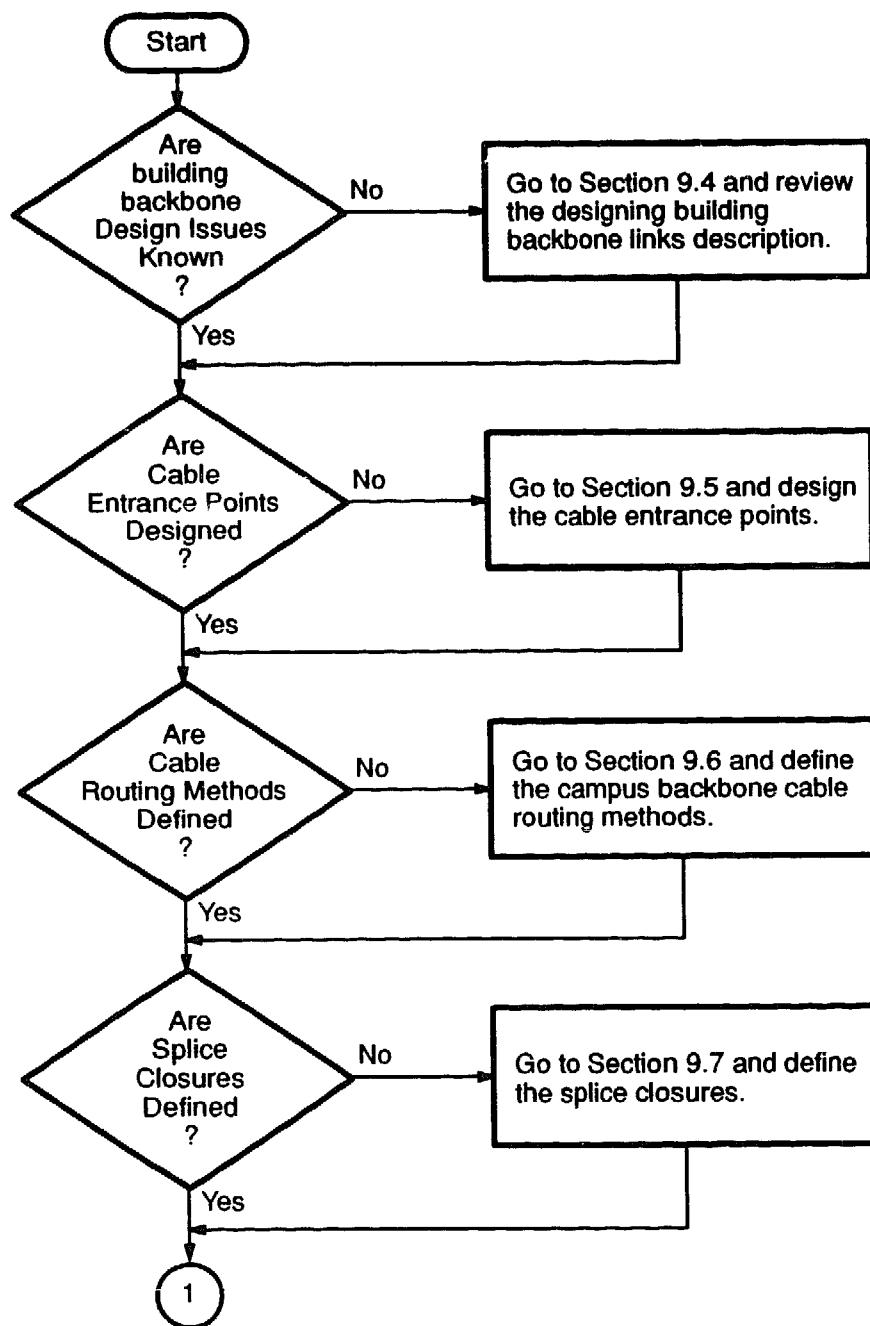 Start
Are
building
backbone
Design Issues
Known
?
No
Go to Section 9.4 and review
the designing building
backbone links description.
Yes
Are
Cable
Entrance Points
Designed
?
No
Go to Section 9.5 and design
the cable entrance points.
Yes
Are
Cable
Routing Methods
Defined
?
No
Go to Section 9.6 and define
the campus backbone cable
routing methods.
Yes
Are
Splice
Closures
Defined
?
No
Go to Section 9.7 and define
the splice closures.
Yes
1